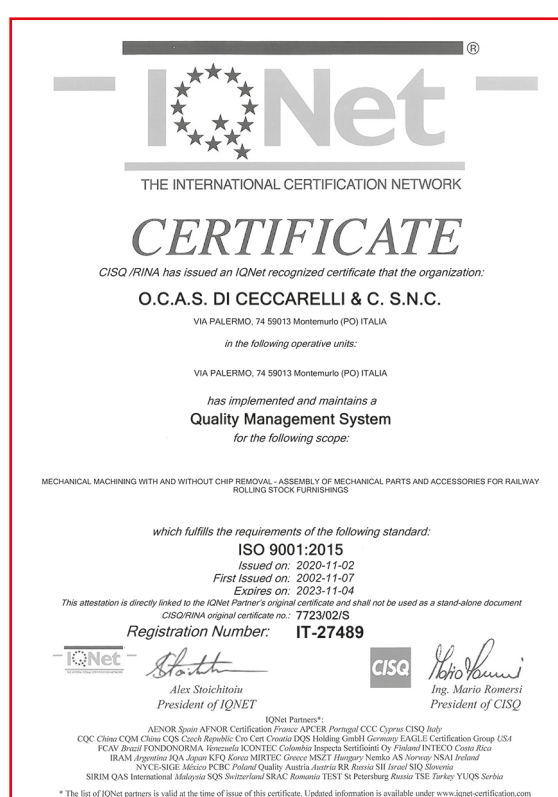 ®
IQNet
THE INTERNATIONAL CERTIFICATION NETWORK
CERTIFICATE
CISQ /RINA has issued an IQNet recognized certificate that the organization:
O.C.A.S. DI CECCARELLI & C. S.N.C.
VIA PALERMO, 74 59013 Montemurlo (PO) ITALIA
in the following operative units:
VIA PALERMO, 74 59013 Montemurlo (PO) ITALIA
has implemented and maintains a
Quality Management System
for the following scope:
MECHANICAL MACHINING WITH AND WITHOUT CHIP REMOVAL - ASSEMBLY OF MECHANICAL PARTS AND ACCESSORIES FOR RAILWAY
ROLLING STOCK FURNISHINGS
which fulfills the requirements of the following standard:
ISO 9001:2015
Issued on: 2020-11-02
First Issued on: 2002-11-07
Expires on: 2023-11-04
This attestation is directly linked to the IQNet Partner's original certificate and shall not be used as a stand-alone document
CISQ/RINA original certificate no.: 7723/02/S
Registration Number: IT-27489
IQNet
CISQ
Alex Stoichitoiu
President of IQNET
Ing. Mario Romersi
President of CISQ
IQNet Partners*:
AENOR Spain AFNOR Certification France APCER Portugal CCC Cyprus CISQ Italy
CQC China CQM China CQS Czech Republic Cro Cert Croatia DQS Holding GmbH Germany EAGLE Certification Group USA
FCAV Brazil FONDONORMA Venezuela ICONTEC Colombia Inspecta Sertifiointi Oy Finland INTECO Costa Rica
IRAM Argentina JQA Japan KFQ Korea MIRTEC Greece MSZT Hungary Nemko AS Norway NSAI Ireland
NYCE-SIGE México PCBC Poland Quality Austria Austria RR Russia SII Israel SIQ Slovenia
SIRIM QAS International Malaysia SQS Switzerland SRAC Romania TEST St Petersburg Russia TSE Turkey YUQS Serbia
* The list of IQNet partners is valid at the time of issue of this certificate. Updated information is available under www.iqnet-certification.com